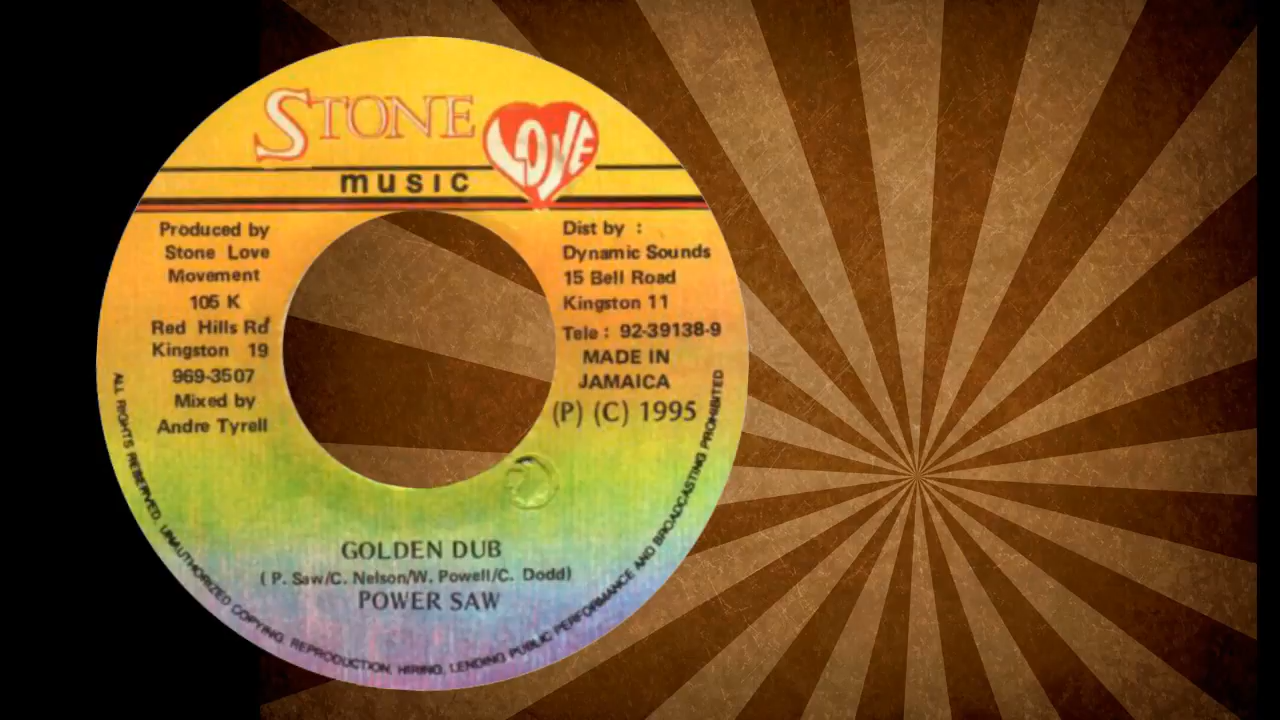 STONE LOVE
music
Produced by
Stone Love
Movement
105 K
Red Hills Rd
Kingston 19
969-3507
Mixed by
Andre Tyrell
Dist by :
Dynamic Sounds
15 Bell Road
Kingston 11
Tele : 92-39138-9
MADE IN
JAMAICA
(P) (C) 1995
GOLDEN DUB
( P. Saw/C. Nelson/W. Powell/C. Dodd)
POWER SAW
ALL RIGHTS RESERVED. UNAUTHORIZED COPYING, REPRODUCTION, HIRING, LENDING PUBLIC PERFORMANCE AND BROADCASTING PROHIBITED